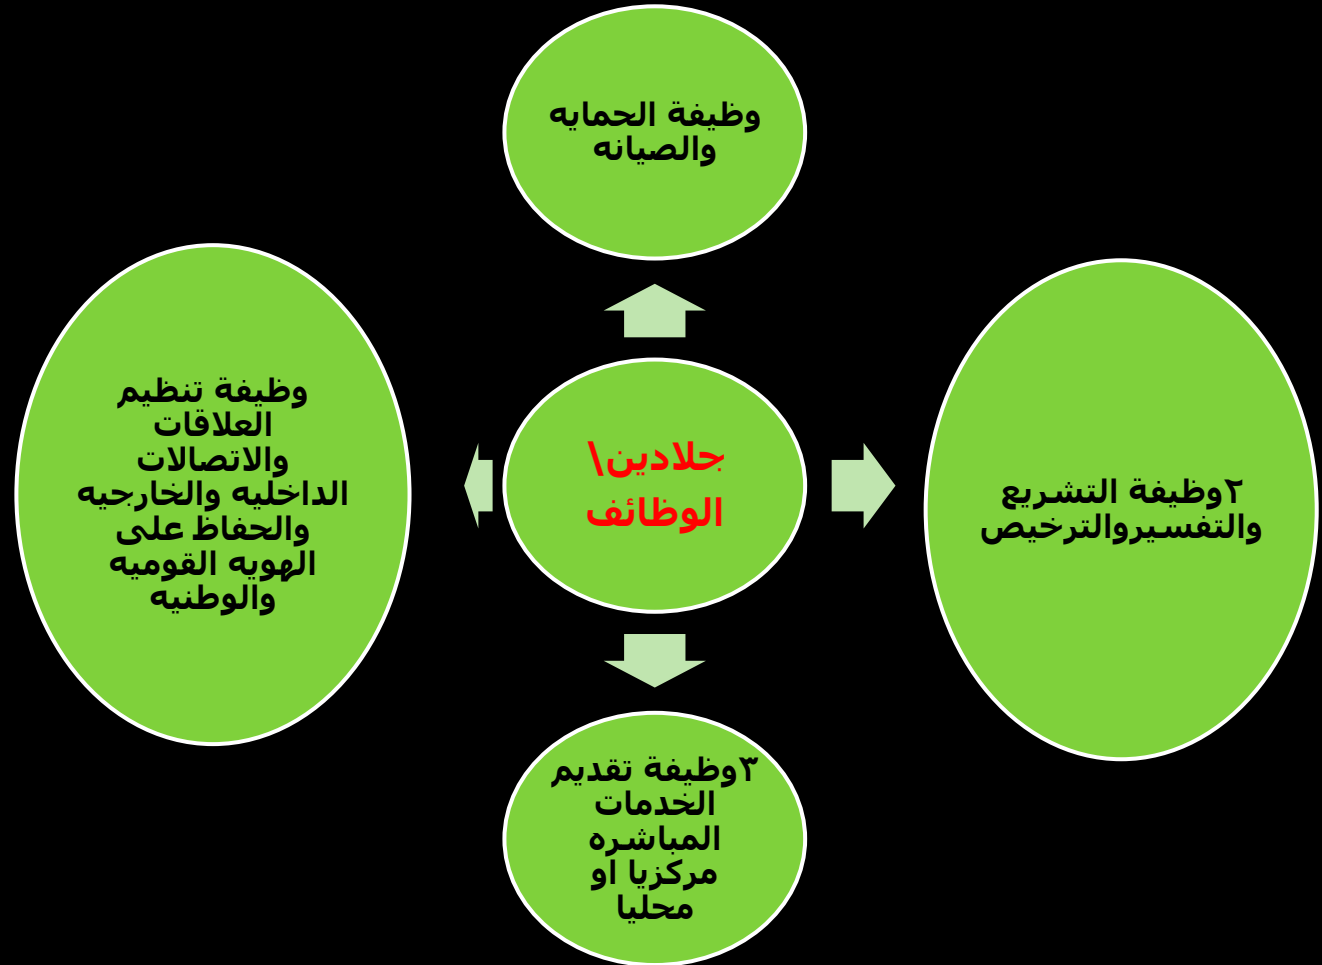 وظيفة الحمايه
والصيانه
جلادين\
الوظائف
٢وظيفة التشريع
والتفسيروالترخيص
٣وظيفة تقديم
الخدمات
المباشره
مركزيا او
محليا
وظيفة تنظيم
العلاقات
والاتصالات
الداخليه والخارجيه
والحفاظ على
الهويه القوميه
والوطنيه